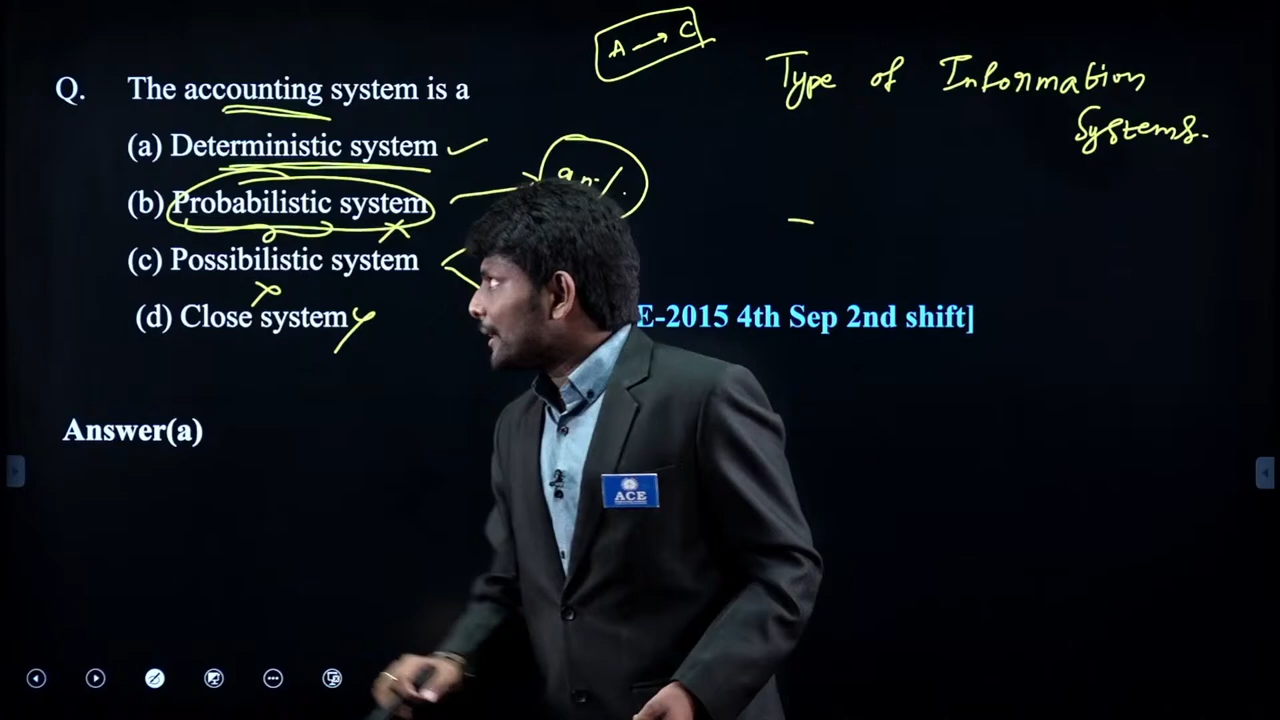 A → C
Type of Information
Systems.
Q. The accounting system is a
(a) Deterministic system
(b) Probabilistic system
(c) Possibilistic system
(d) Close system
E-2015 4th Sep 2nd shift]
Answer(a)
ACE